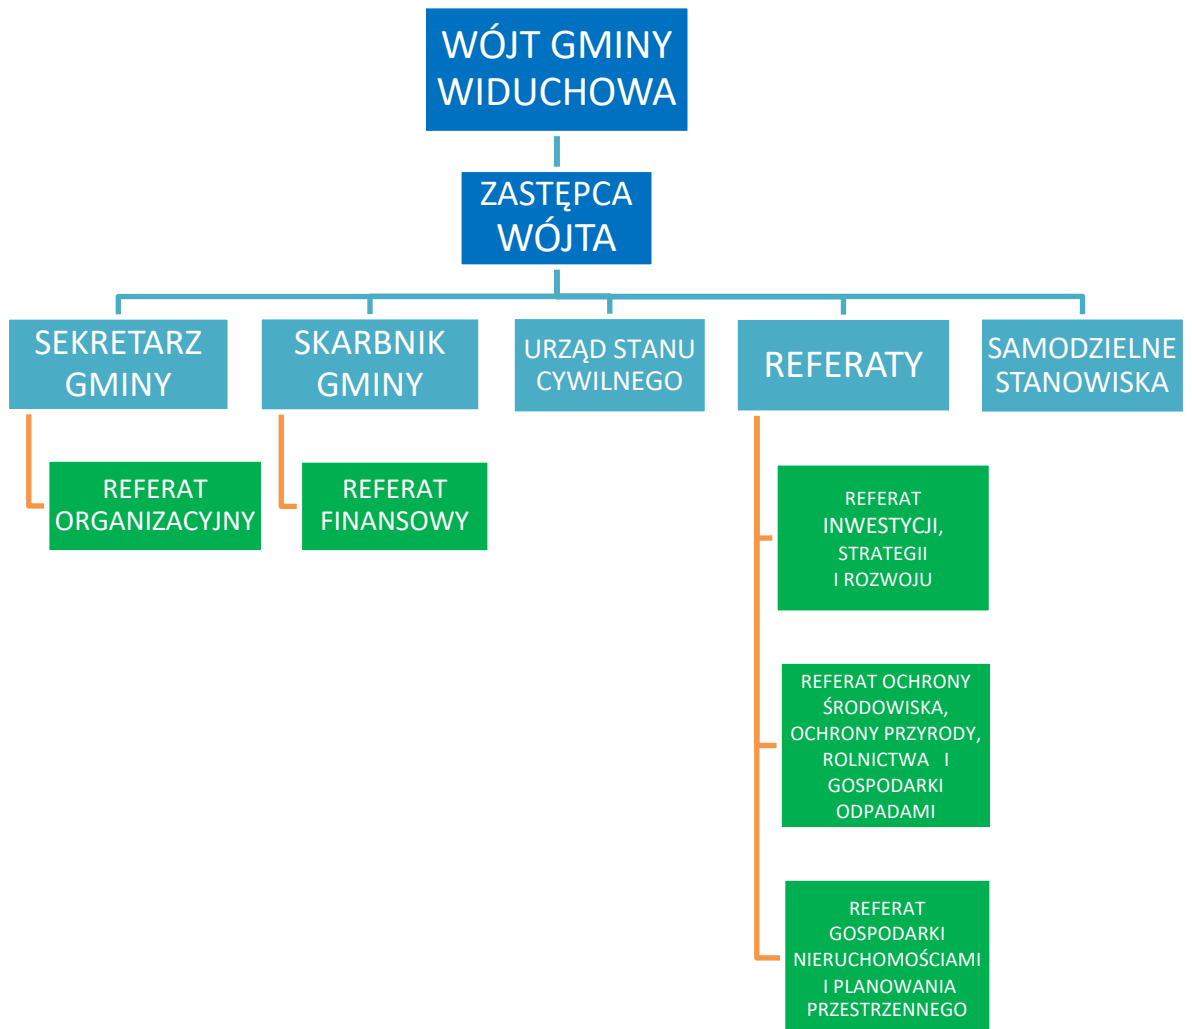 WÓJT GMINY
WIDUCHOWA
ZASTĘPCA
WÓJTA
SEKRETARZ
GMINY
SKARBNIK
GMINY
URZĄD STANU
CYWILNEGO
REFERATY
SAMODZIELNE
STANOWISKA
REFERAT
ORGANIZACYJNY
REFERAT
FINANSOWY
REFERAT
INWESTYCJI,
STRATEGII
I ROZWOJU
REFERAT OCHRONY
ŚRODOWISKA,
OCHRONY PRZYRODY,
ROLNICTWA I
GOSPODARKI
ODPADAMI
REFERAT
GOSPODARKI
NIERUCHOMOŚCIAMI
I PLANOWANIA
PRZESTRZENNEGO